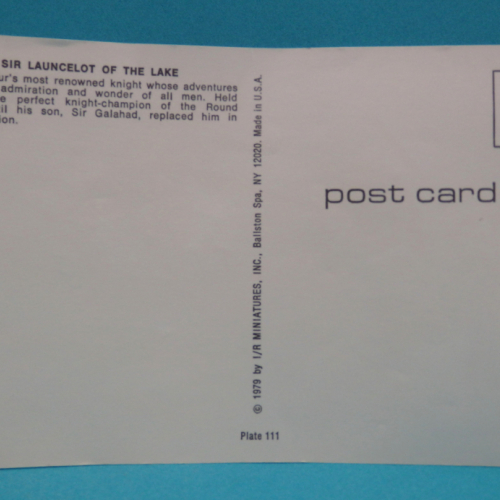 SIR LAUNCELOT OF THE LAKE
ur's most renowned knight whose adventures
admiration and wonder of all men. Held
e perfect knight-champion of the Round
il his son, Sir Galahad, replaced him in
ion.
© 1979 by I/R MINIATURES, INC., Ballston Spa, NY 12020. Made in U.S.A.
post card
Plate 111